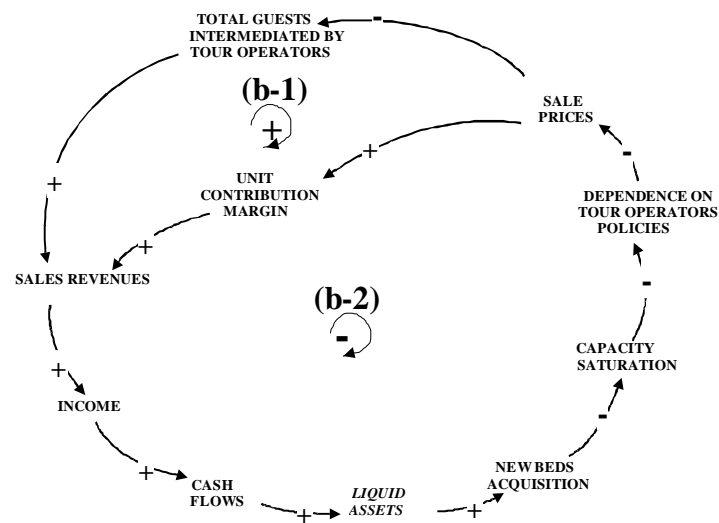 TOTAL GUESTS
INTERMEDIATED BY
TOUR OPERATORS
-
(b-1)
+
SALE
PRICES
+
-
UNIT
CONTRIBUTION
MARGIN
+
DEPENDENCE ON
TOUR OPERATORS
POLICIES
+
SALES REVENUES
(b-2)
-
-
CAPACITY
SATURATION
+
INCOME
-
+
CASH
FLOWS
+
LIQUID
ASSETS
+
NEW BEDS
ACQUISITION